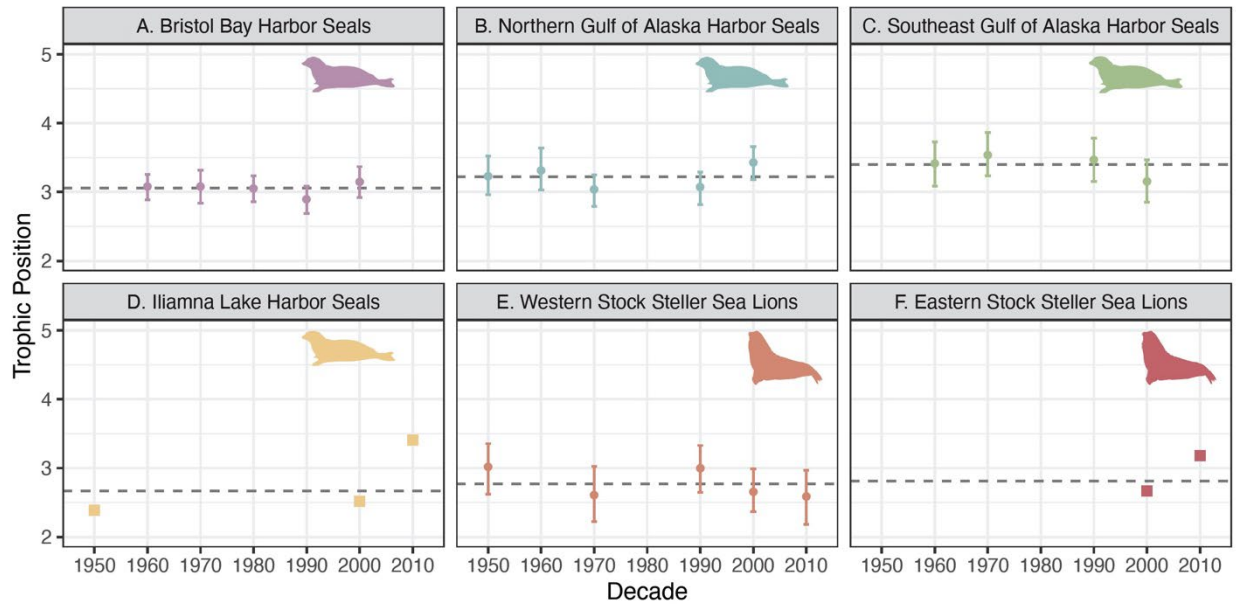 A. Bristol Bay Harbor Seals
B. Northern Gulf of Alaska Harbor Seals
C. Southeast Gulf of Alaska Harbor Seals
5
4
3
2
Trophic Position
D. Iliamna Lake Harbor Seals
E. Western Stock Steller Sea Lions
F. Eastern Stock Steller Sea Lions
5
4
3
2
1950 1960 1970 1980 1990 2000 2010
1950 1960 1970 1980 1990 2000 2010
1950 1960 1970 1980 1990 2000 2010
Decade